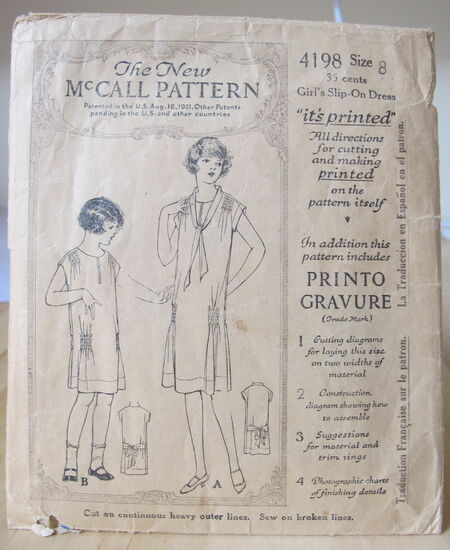 The New
McCALL PATTERN
Patented in the U.S. Aug. 16, 1921. Other Patents
pending in the U.S. and other countries
B
A
4198 Size 8
35 cents
Girl's Slip-On Dress
"it's printed"
All directions
for cutting
and making
printed
on the
pattern itself
In addition this
pattern includes
PRINTO
GRAVURE
(Trade Mark)
1 Cutting diagrams
for laying this size
on two widths of
material
2 Construction
diagram showing how
to assemble
3 Suggestions
for material and
trimmings
4 Photographic charts
of finishing details
La Traduccion en Español en el patron.
Traduction Française sur le patron.
Cut on continuous heavy outer lines. Sew on broken lines.